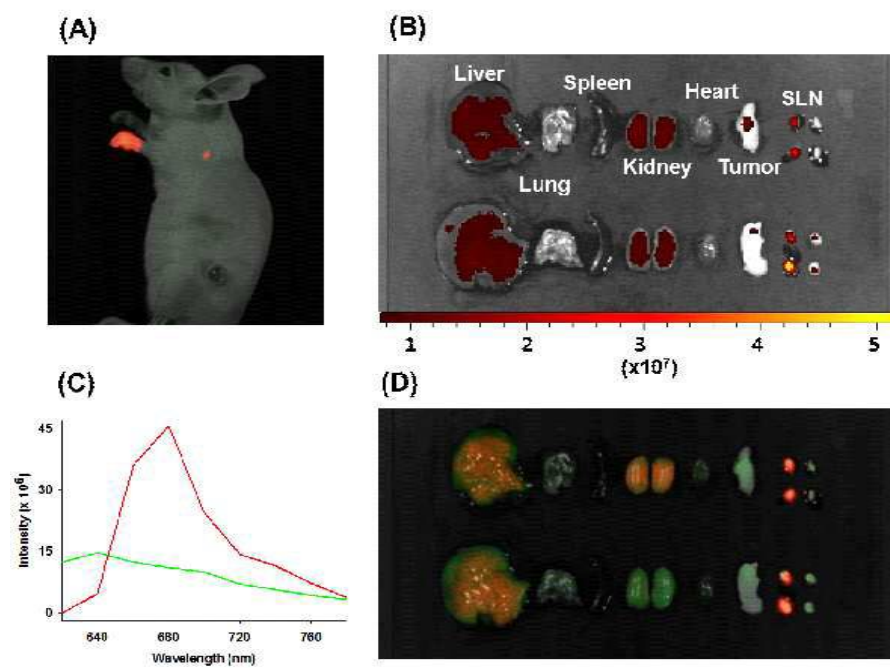 (A)
(B)
Liver
Spleen
Heart
SLN
Kidney
Tumor
Lung
1 2 3 4 5
(x10⁷)
(C)
45
30
15
0
Intensity (x 10⁶)
640 680 720 760
Wavelength (nm)
(D)